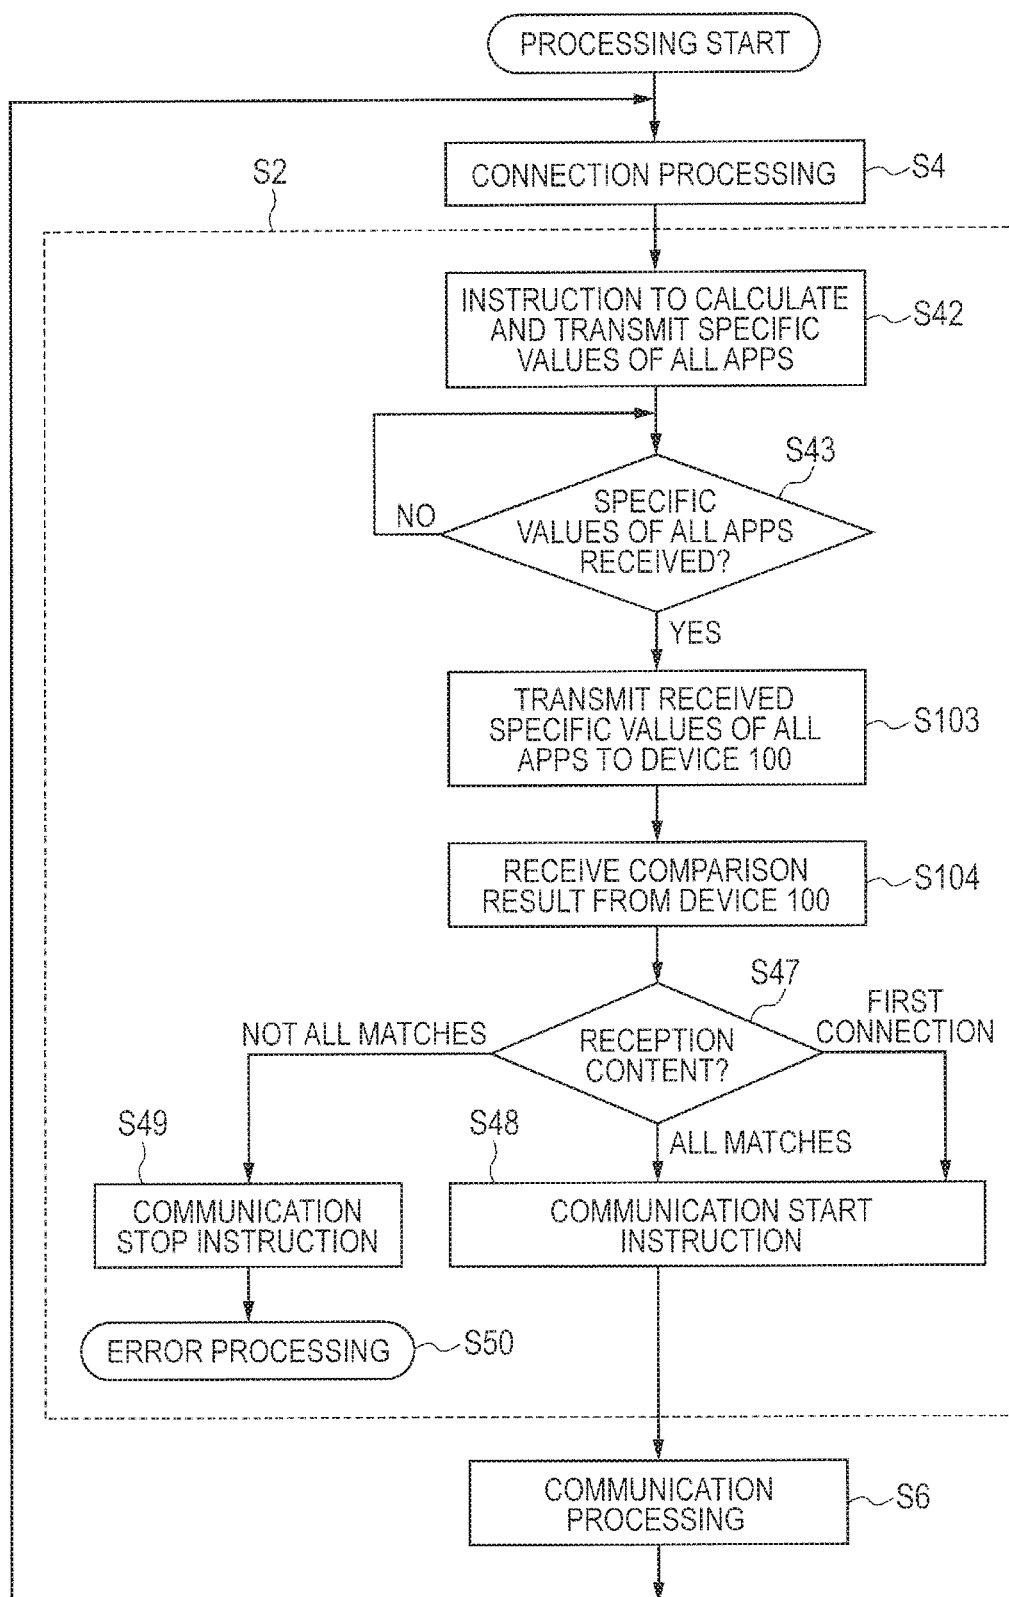 PROCESSING START
CONNECTION PROCESSING
S4
S2
INSTRUCTION TO CALCULATE
AND TRANSMIT SPECIFIC
VALUES OF ALL APPS
S42
S43
SPECIFIC
VALUES OF ALL APPS
RECEIVED?
NO
YES
TRANSMIT RECEIVED
SPECIFIC VALUES OF ALL
APPS TO DEVICE 100
S103
RECEIVE COMPARISON
RESULT FROM DEVICE 100
S104
S47
RECEPTION
CONTENT?
NOT ALL MATCHES
FIRST
CONNECTION
ALL MATCHES
S49
COMMUNICATION
STOP INSTRUCTION
S48
COMMUNICATION START
INSTRUCTION
ERROR PROCESSING
S50
COMMUNICATION
PROCESSING
S6